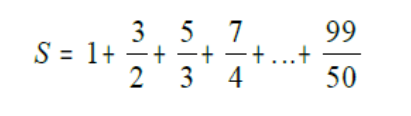 S = 1+ 3/2 + 5/3 + 7/4 +...+ 99/50